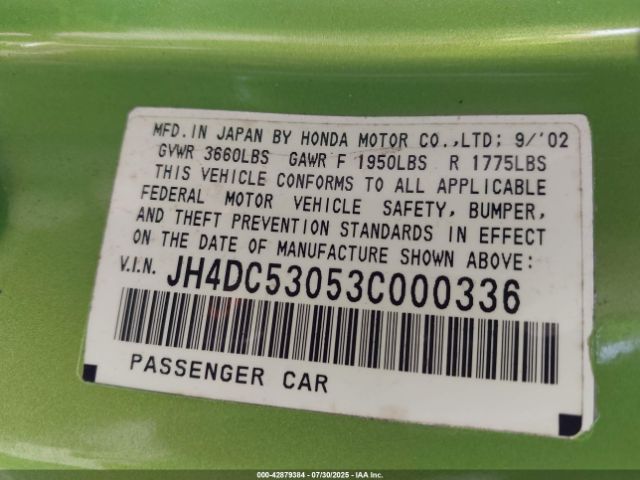 MFD.IN JAPAN BY HONDA MOTOR CO.,LTD; 9/'02
GVWR 3660LBS GAWR F 1950LBS R 1775LBS
THIS VEHICLE CONFORMS TO ALL APPLICABLE
FEDERAL MOTOR VEHICLE SAFETY, BUMPER,
AND THEFT PREVENTION STANDARDS IN EFFECT
ON THE DATE OF MANUFACTURE SHOWN ABOVE:
V.I.N. JH4DC53053C000336
PASSENGER CAR
000-42879384 - 07/30/2025 - IAA Inc.